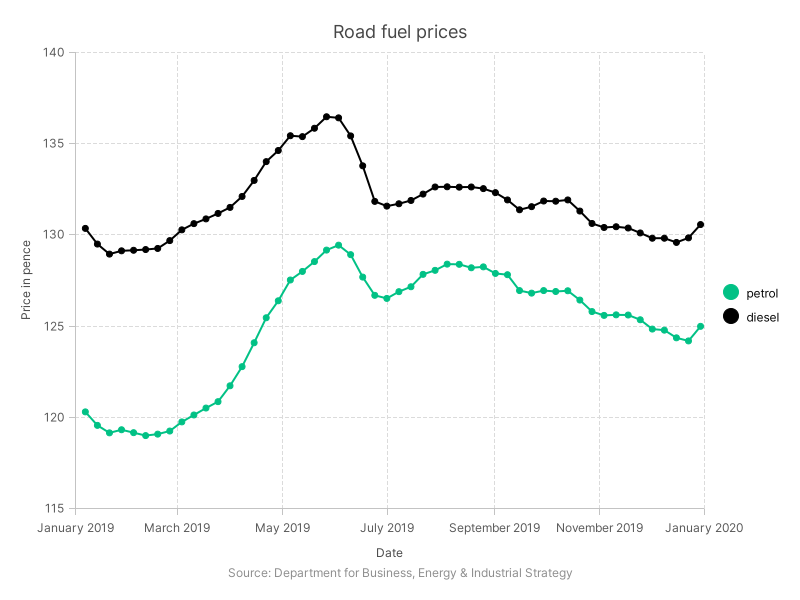 Road fuel prices
140
135
130
125
120
115
Price in pence
January 2019
March 2019
May 2019
July 2019
September 2019
November 2019
January 2020
Date
petrol
diesel
Source: Department for Business, Energy & Industrial Strategy